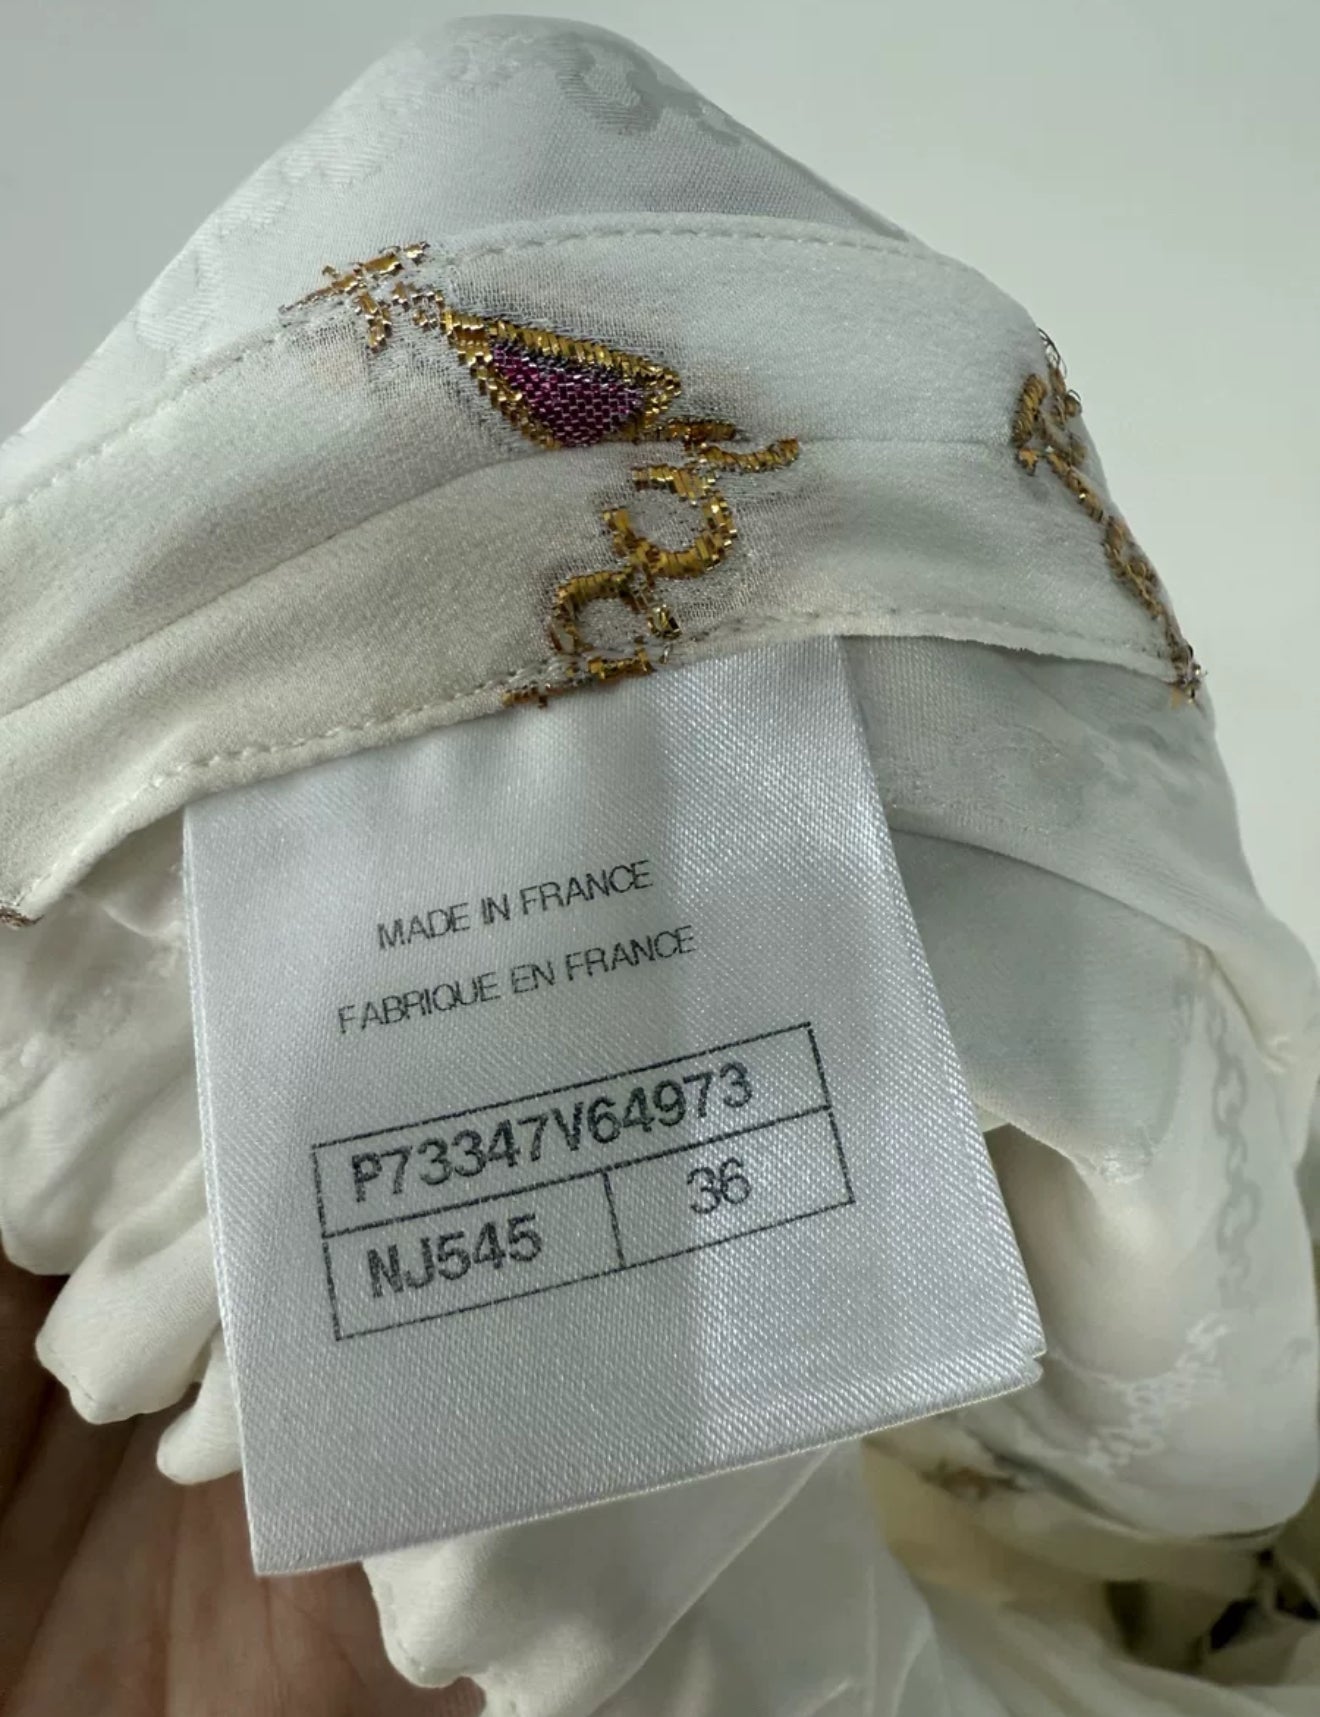 MADE IN FRANCE
FABRIQUE EN FRANCE
P73347V64973
NJ545 36